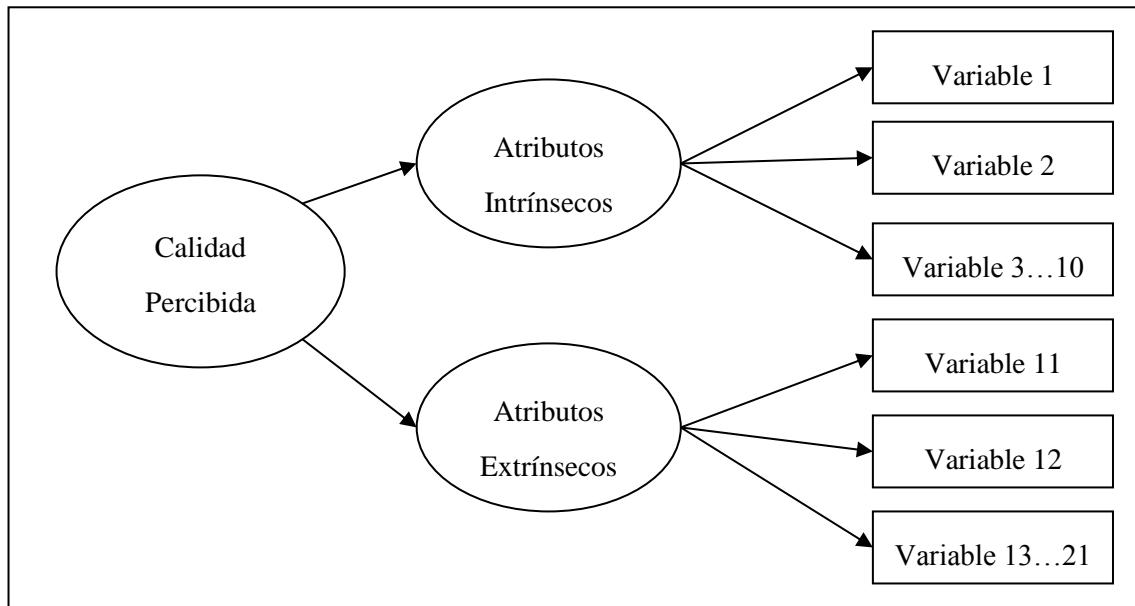 Calidad
Percibida
Atributos
Intrínsecos
Variable 1
Variable 2
Variable 3…10
Atributos
Extrínsecos
Variable 11
Variable 12
Variable 13…21